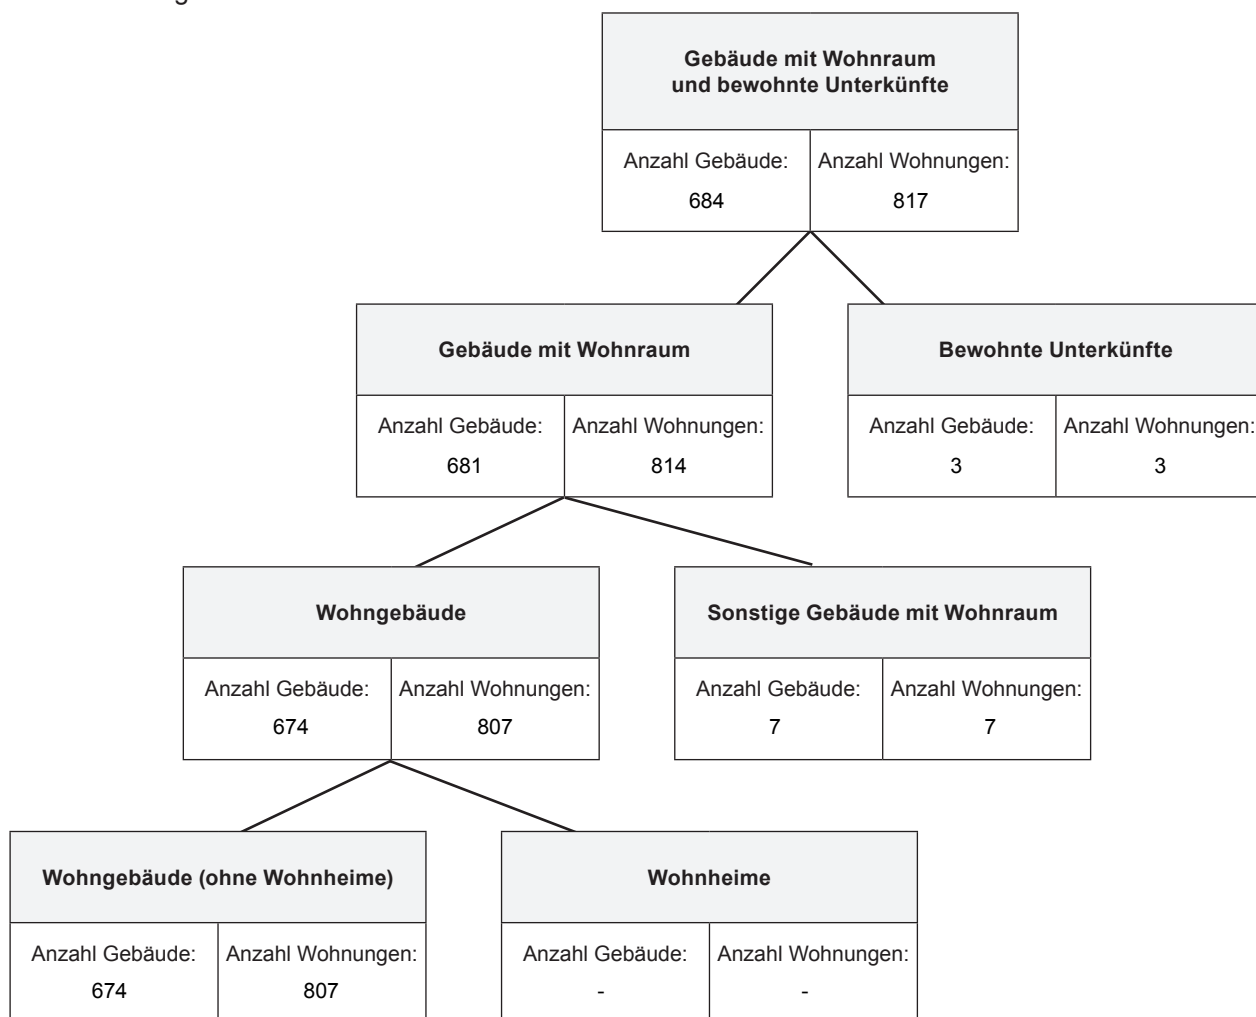 Gebäude mit Wohnraum
und bewohnte Unterkünfte
Anzahl Gebäude: Anzahl Wohnungen:
684 817
Gebäude mit Wohnraum
Bewohnte Unterkünfte
Anzahl Gebäude: Anzahl Wohnungen:
681 814
Anzahl Gebäude: Anzahl Wohnungen:
3 3
Wohngebäude
Sonstige Gebäude mit Wohnraum
Anzahl Gebäude: Anzahl Wohnungen:
674 807
Anzahl Gebäude: Anzahl Wohnungen:
7 7
Wohngebäude (ohne Wohnheime)
Wohnheime
Anzahl Gebäude: Anzahl Wohnungen:
674 807
Anzahl Gebäude: Anzahl Wohnungen:
- -